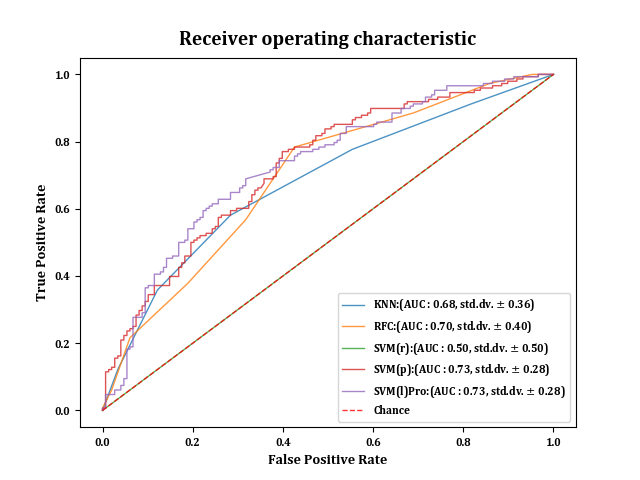 Receiver operating characteristic
True Positive Rate
1.0
0.8
0.6
0.4
0.2
0.0
KNN:(AUC : 0.68, std.dv. ± 0.36)
RFC:(AUC : 0.70, std.dv. ± 0.40)
SVM(r):(AUC : 0.50, std.dv. ± 0.50)
SVM(p):(AUC : 0.73, std.dv. ± 0.28)
SVM(l)Pro:(AUC : 0.73, std.dv. ± 0.28)
Chance
0.0 0.2 0.4 0.6 0.8 1.0
False Positive Rate